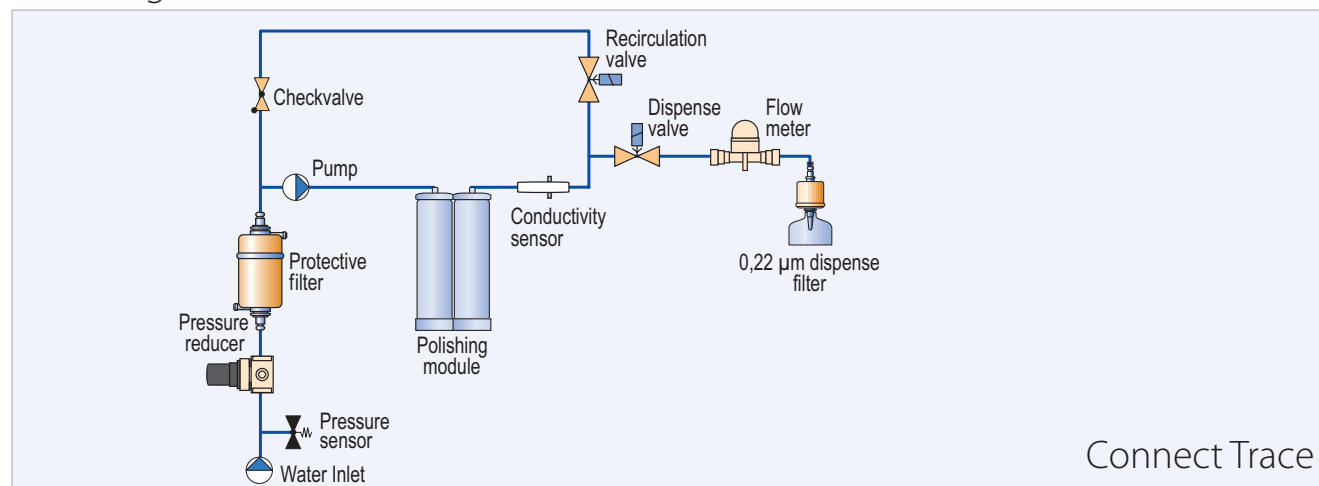 Recirculation
valve
Checkvalve
Dispense
valve
Flow
meter
Pump
Conductivity
sensor
0,22 µm dispense
filter
Protective
filter
Pressure
reducer
Polishing
module
Pressure
sensor
Water Inlet
Connect Trace